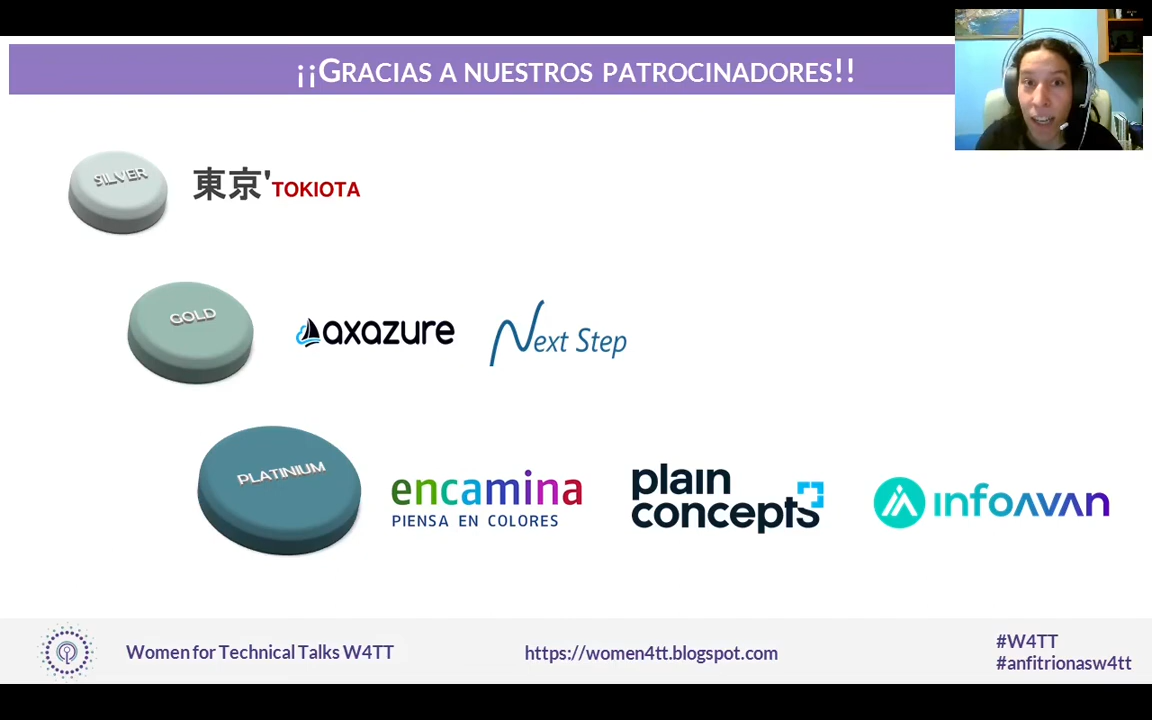 ¡¡GRACIAS A NUESTROS PATROCINADORES!!
SILVER
東京'TOKIOTA
GOLD
axazure
Next Step
PLATINIUM
encamina
PIENSA EN COLORES
plain
concepts
infoavan
Women for Technical Talks W4TT
https://women4tt.blogspot.com
#W4TT
#anfitrionasw4tt